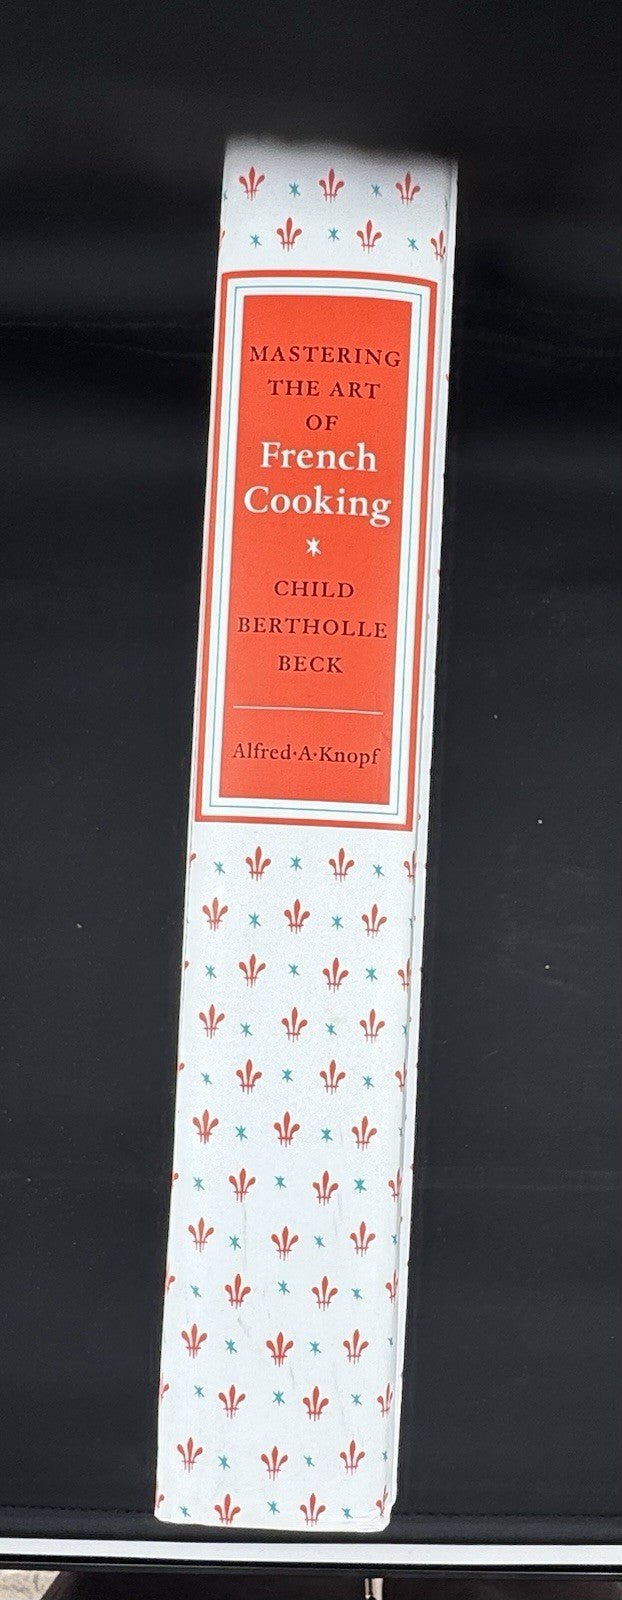 MASTERING
THE ART
OF
French
Cooking
CHILD
BERTHOLLE
BECK
Alfred·A·Knopf